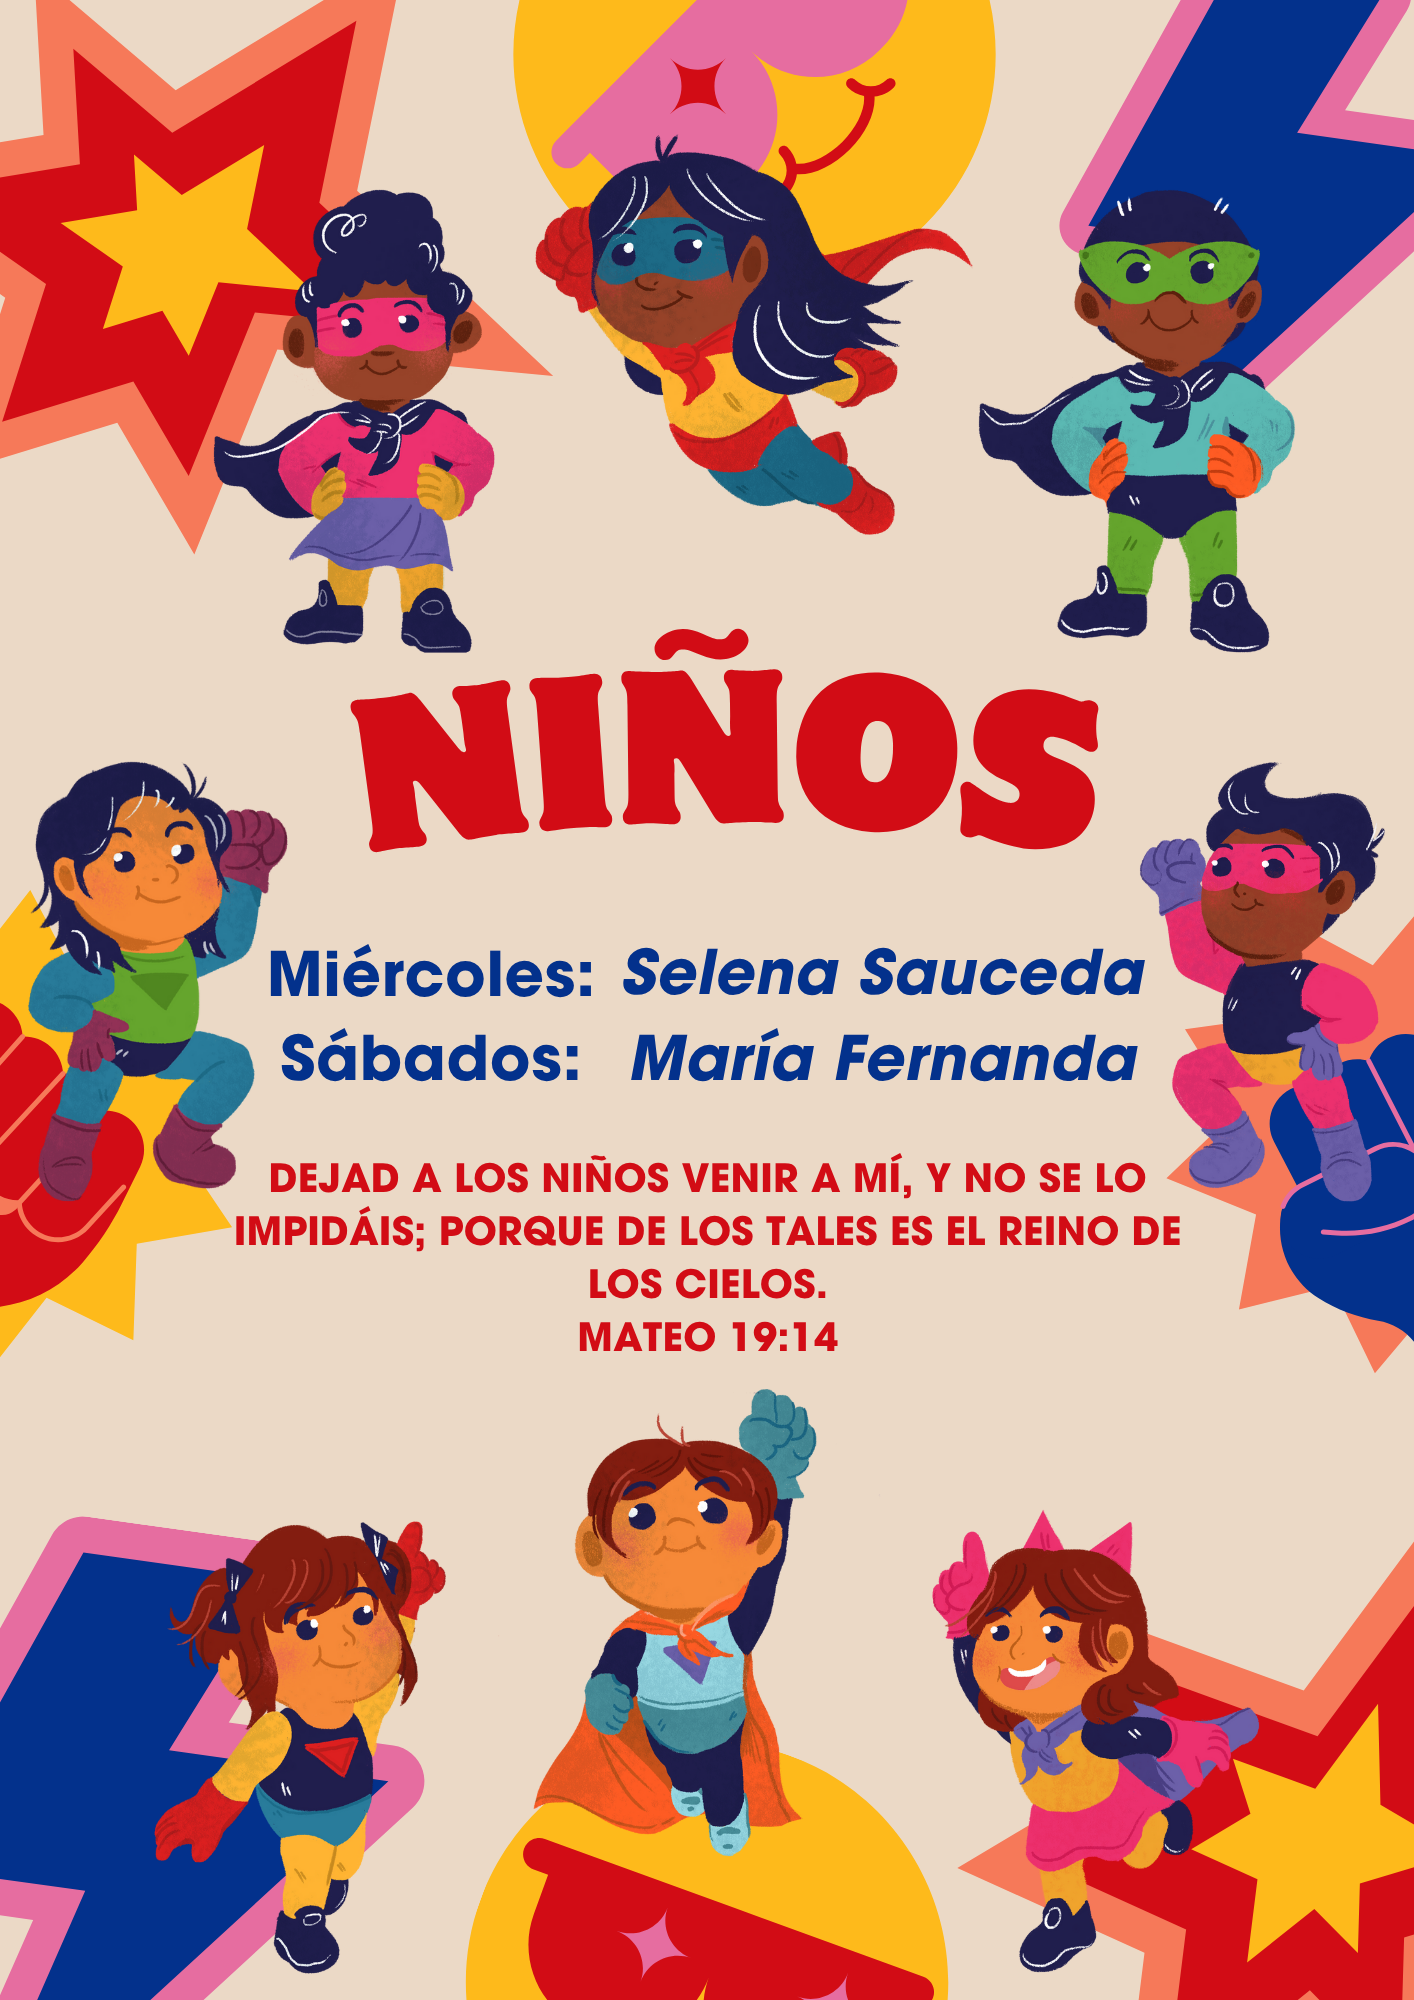 NIÑOS
Miércoles: Selena Sauceda
Sábados: María Fernanda
DEJAD A LOS NIÑOS VENIR A MÍ, Y NO SE LO
IMPIDÁIS; PORQUE DE LOS TALES ES EL REINO DE
LOS CIELOS.
MATEO 19:14